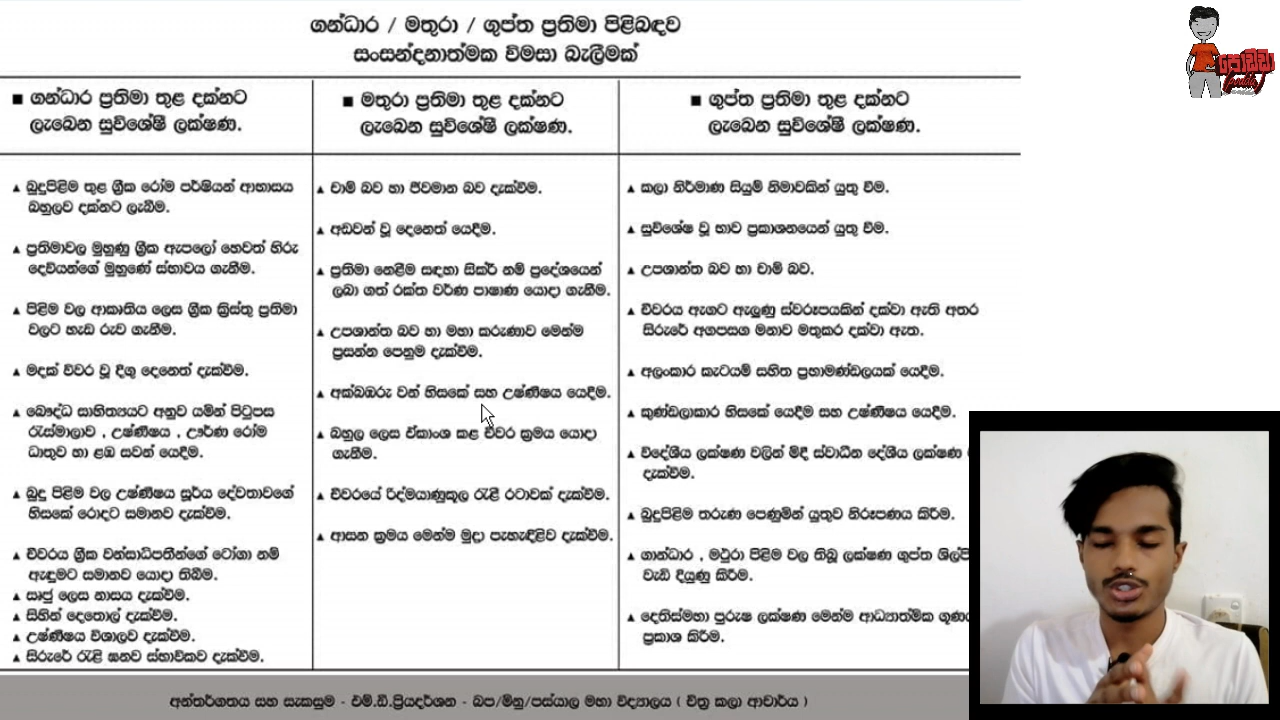 ගන්ධාර / මතුරා / ගුප්ත ප්‍රතිමා පිළිබඳව
සංසන්දනාත්මක විමසා බැලීමක්
■ ගන්ධාර ප්‍රතිමා තුළ දක්නට
ලැබෙන සුවිශේෂී ලක්ෂණ.
▲ බුදුපිළිම තුළ ග්‍රීක රෝම පර්ෂියන් ආභාසය
බහුලව දක්නට ලැබීම.
▲ ප්‍රතිමාවල මුහුණු ග්‍රීක ඇපලෝ හෙවත් හිරු
දෙවියන්ගේ මුහුණේ ස්භාවය ගැනීම.
▲ පිළිම වල ආකෘතිය ලෙස ග්‍රීක ක්‍රිස්තු ප්‍රතිමා
වලට හැඩ රුව ගැනීම.
▲ මදක් විවර වූ දිගු දෙනෙත් දැක්වීම.
▲ බෞද්ධ සාහිත්‍යයට අනුව යමින් පිටුපස
රැස්මාලාව , උෂ්ණීෂය , ඌර්ණ රෝම
ධාතුව හා ළඹ සවන් යෙදීම.
▲ බුදු පිළිම වල උෂ්ණීෂය සූර්ය දේවතාවගේ
හිසකේ රොදට සමානව දැක්වීම.
▲ චීවරය ග්‍රීක වන්සාධිපතීන්ගේ ටෝගා නම්
ඇඳුමට සමානව යොදා තිබීම.
▲ සෘජු ලෙස නාසය දැක්වීම.
▲ සිහින් දෙතොල් දැක්වීම.
▲ උෂ්ණීෂය විශාලව දැක්වීම.
▲ සිරුරේ රැළි ඝනව ස්භාවිකව දැක්වීම.
■ මතුරා ප්‍රතිමා තුළ දක්නට
ලැබෙන සුවිශේෂී ලක්ෂණ.
▲ චාම් බව හා ජීවමාන බව දැක්වීම.
▲ අඩවන් වූ දෙනෙත් යෙදීම.
▲ ප්‍රතිමා නෙළීම සඳහා සික්රි නම් ප්‍රදේශයෙන්
ලබා ගත් රක්ත වර්ණ පාෂාණ යොදා ගැනීම.
▲ උපශාන්ත බව හා මහා කරුණාව මෙන්ම
ප්‍රසන්න පෙනුම දැක්වීම.
▲ අක්බඹරු වන් හිසකේ සහ උෂ්ණීෂය යෙදීම.
▲ බහුල ලෙස ඒකාංශ කළ චීවර ක්‍රමය යොදා
ගැනීම.
▲ චීවරයේ රිද්මයාණුකූල රැළි රටාවක් දැක්වීම.
▲ ආසන ක්‍රමය මෙන්ම මුද්‍රා පැහැඳිළිව දැක්වීම.
■ ගුප්ත ප්‍රතිමා තුළ දක්නට
ලැබෙන සුවිශේෂී ලක්ෂණ.
▲ කලා නිර්මාණ සියුම් නිමාවකින් යුතු වීම.
▲ සුවිශේෂ වූ භාව ප්‍රකාශනයෙන් යුතු වීම.
▲ උපශාන්ත බව හා චාම් බව.
▲ චීවරය ඇගට ඇලුණු ස්වරූපයකින් දක්වා ඇති අතර
සිරුරේ අගපසග මනාව මතුකර දක්වා ඇත.
▲ අලංකාර කැටයම් සහිත ප්‍රභාමණ්ඩලයක් යෙදීම.
▲ කුණ්ඩලාකාර හිසකේ යෙදීම සහ උෂ්ණීෂය යෙදීම.
▲ විදේශීය ලක්ෂණ වලින් මිදී ස්වාධීන දේශීය ලක්ෂණ
දැක්වීම.
▲ බුදුපිළිම තරුණ පෙණුමින් යුතුව නිරූපණය කිරීම.
▲ ගාන්ධාර , මථුරා පිළිම වල තිබූ ලක්ෂණ ගුප්ත ශිල්පි
වැඩි දියුණු කිරීම.
▲ දෙතිස්මහා පුරුෂ ලක්ෂණ මෙන්ම ආධ්‍යාත්මික
ප්‍රකාශ කිරීම.
අන්තර්ගතය සහ සැකසුම - එම්.ඩී.ප්‍රියදර්ශන - බප/මිනු/පස්යාල මහා විද්‍යාලය ( චිත්‍ර කලා ආචාර්ය )
පොඩ්ඩා